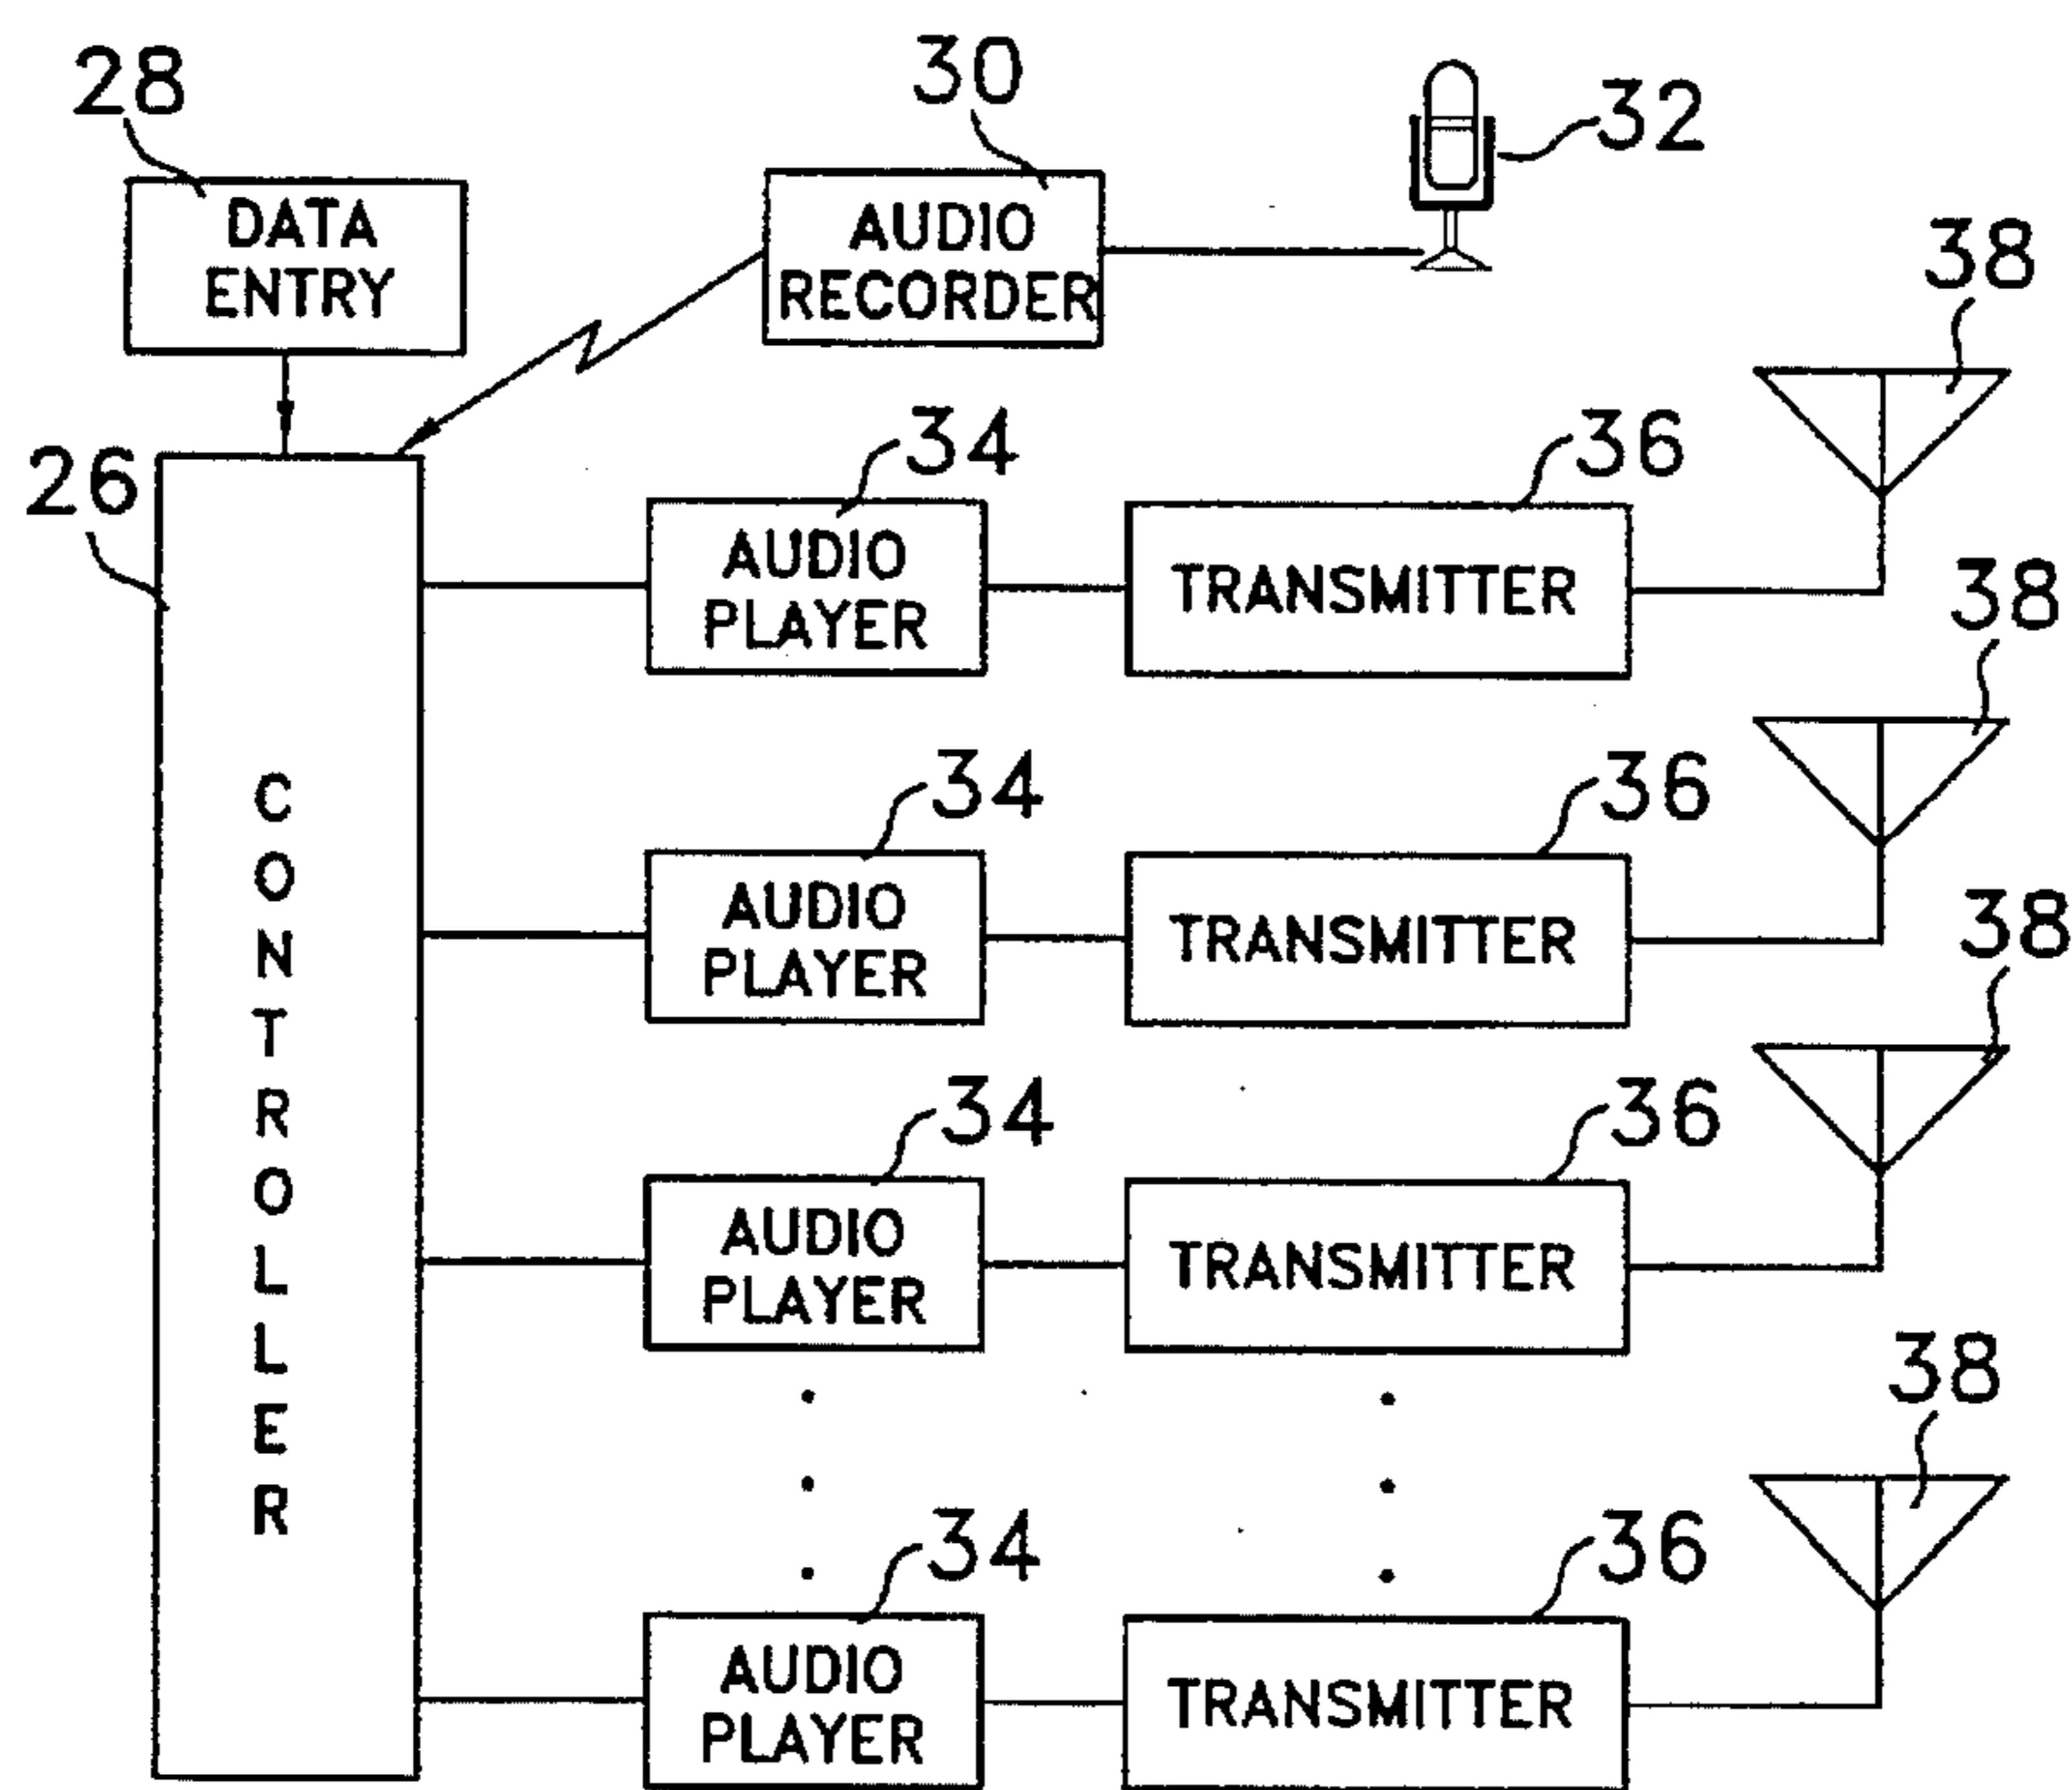 28
30
32
DATA
ENTRY
AUDIO
RECORDER
38
26
34
36
AUDIO
PLAYER
TRANSMITTER
38
CONTROLLER
34
36
AUDIO
PLAYER
TRANSMITTER
38
34
36
AUDIO
PLAYER
TRANSMITTER
38
34
36
AUDIO
PLAYER
TRANSMITTER